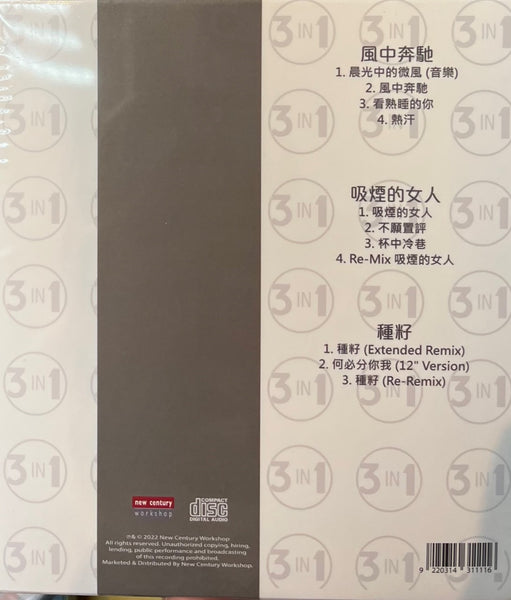 風中奔馳
1. 晨光中的微風 (音樂)
2. 風中奔馳
3. 看熟睡的你
4. 熱汗
吸煙的女人
1. 吸煙的女人
2. 不願置評
3. 杯中冷巷
4. Re-Mix 吸煙的女人
種籽
1. 種籽 (Extended Remix)
2. 何必分你我 (12" Version)
3. 種籽 (Re-Remix)
3 IN 1
new century
workshop
COMPACT
disc
DIGITAL AUDIO
℗ & © 2022 New Century Workshop
All rights reserved. Unauthorized copying, hiring,
lending, public performance and broadcasting
of this recording prohibited.
Marketed & Distributed By New Century Workshop.
9 220314 311116